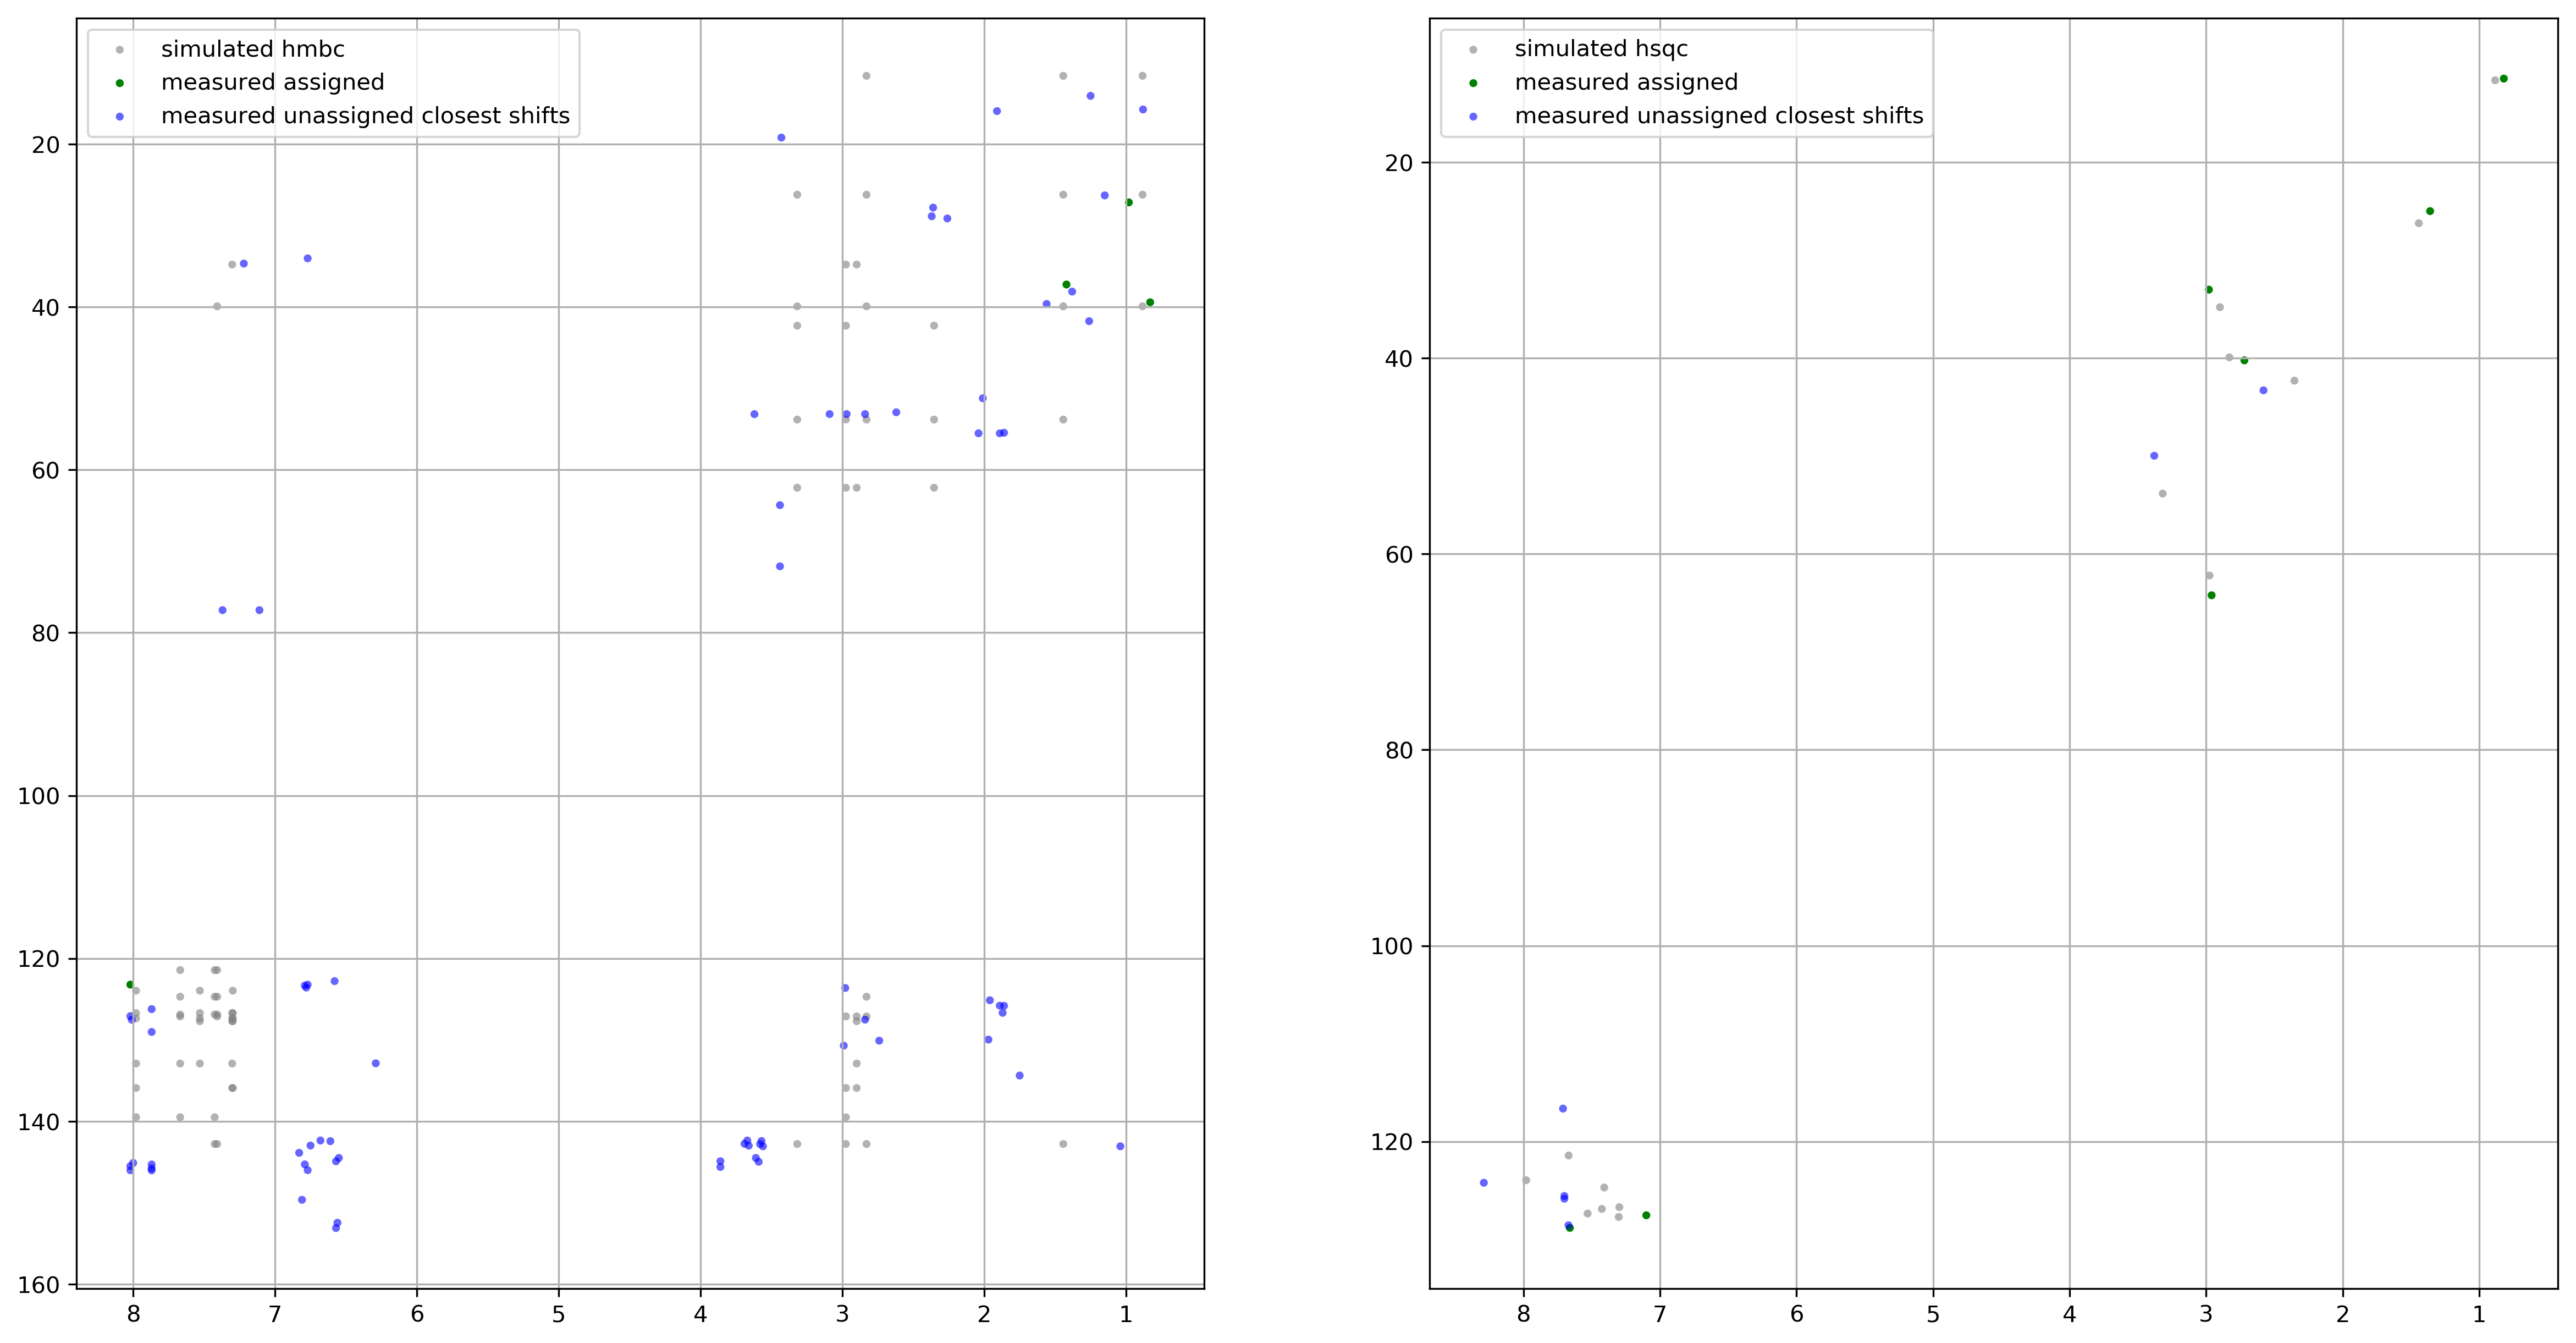 simulated hmbc
measured assigned
measured unassigned closest shifts
20
40
60
80
100
120
140
160
8 7 6 5 4 3 2 1
simulated hsqc
measured assigned
measured unassigned closest shifts
20
40
60
80
100
120
8 7 6 5 4 3 2 1